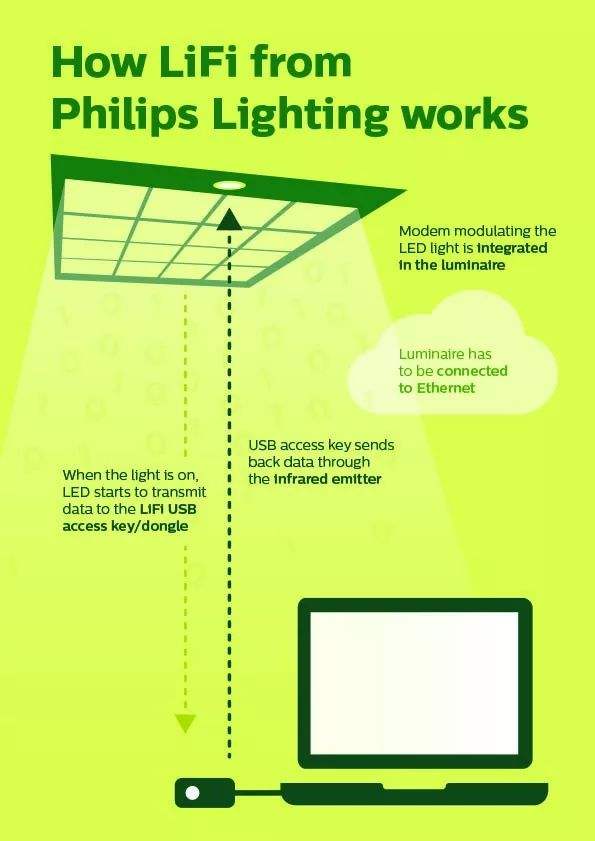 How LiFi from
Philips Lighting works
Modem modulating the
LED light is integrated
in the luminaire
Luminaire has
to be connected
to Ethernet
USB access key sends
back data through
the infrared emitter
When the light is on,
LED starts to transmit
data to the LiFi USB
access key/dongle